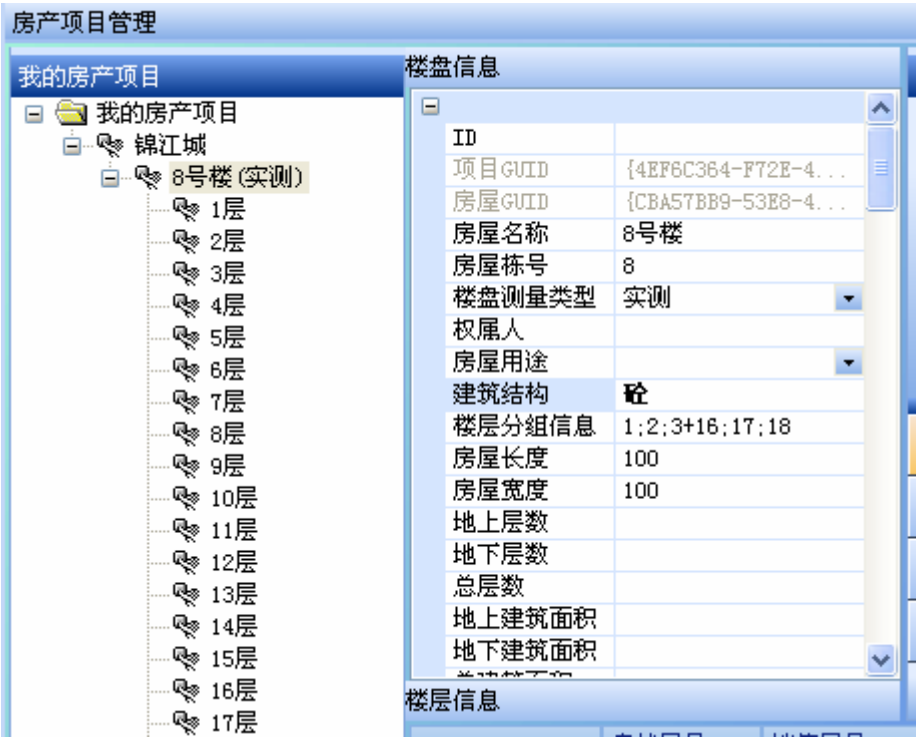 房产项目管理
我的房产项目
我的房产项目
锦江城
8号楼(实测)
1层
2层
3层
4层
5层
6层
7层
8层
9层
10层
11层
12层
13层
14层
15层
16层
17层
楼盘信息
ID
项目GUID {4EF6C364-F72E-4...
房屋GUID {CBA57BB9-53E8-4...
房屋名称 8号楼
房屋栋号 8
楼盘测量类型 实测
权属人
房屋用途
建筑结构 砼
楼层分组信息 1;2;3+16;17;18
房屋长度 100
房屋宽度 100
地上层数
地下层数
总层数
地上建筑面积
地下建筑面积
楼层信息